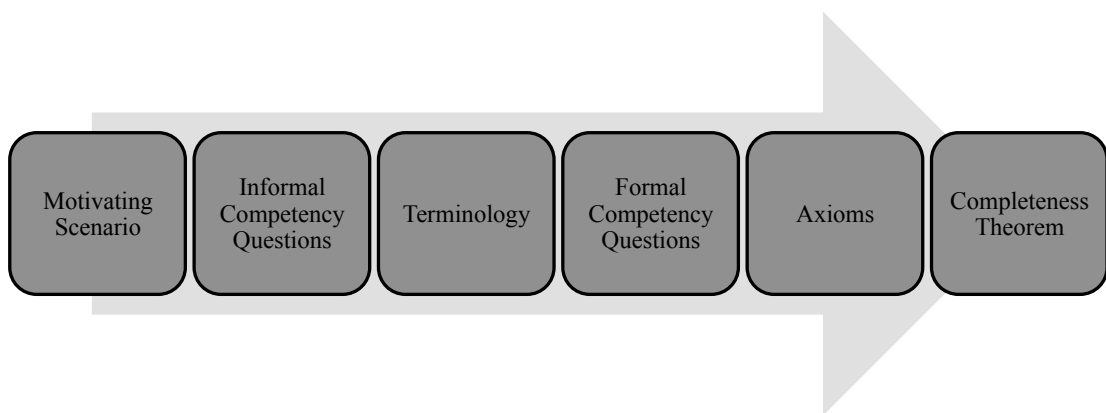 Motivating
Scenario
Informal
Competency
Questions
Terminology
Formal
Competency
Questions
Axioms
Completeness
Theorem